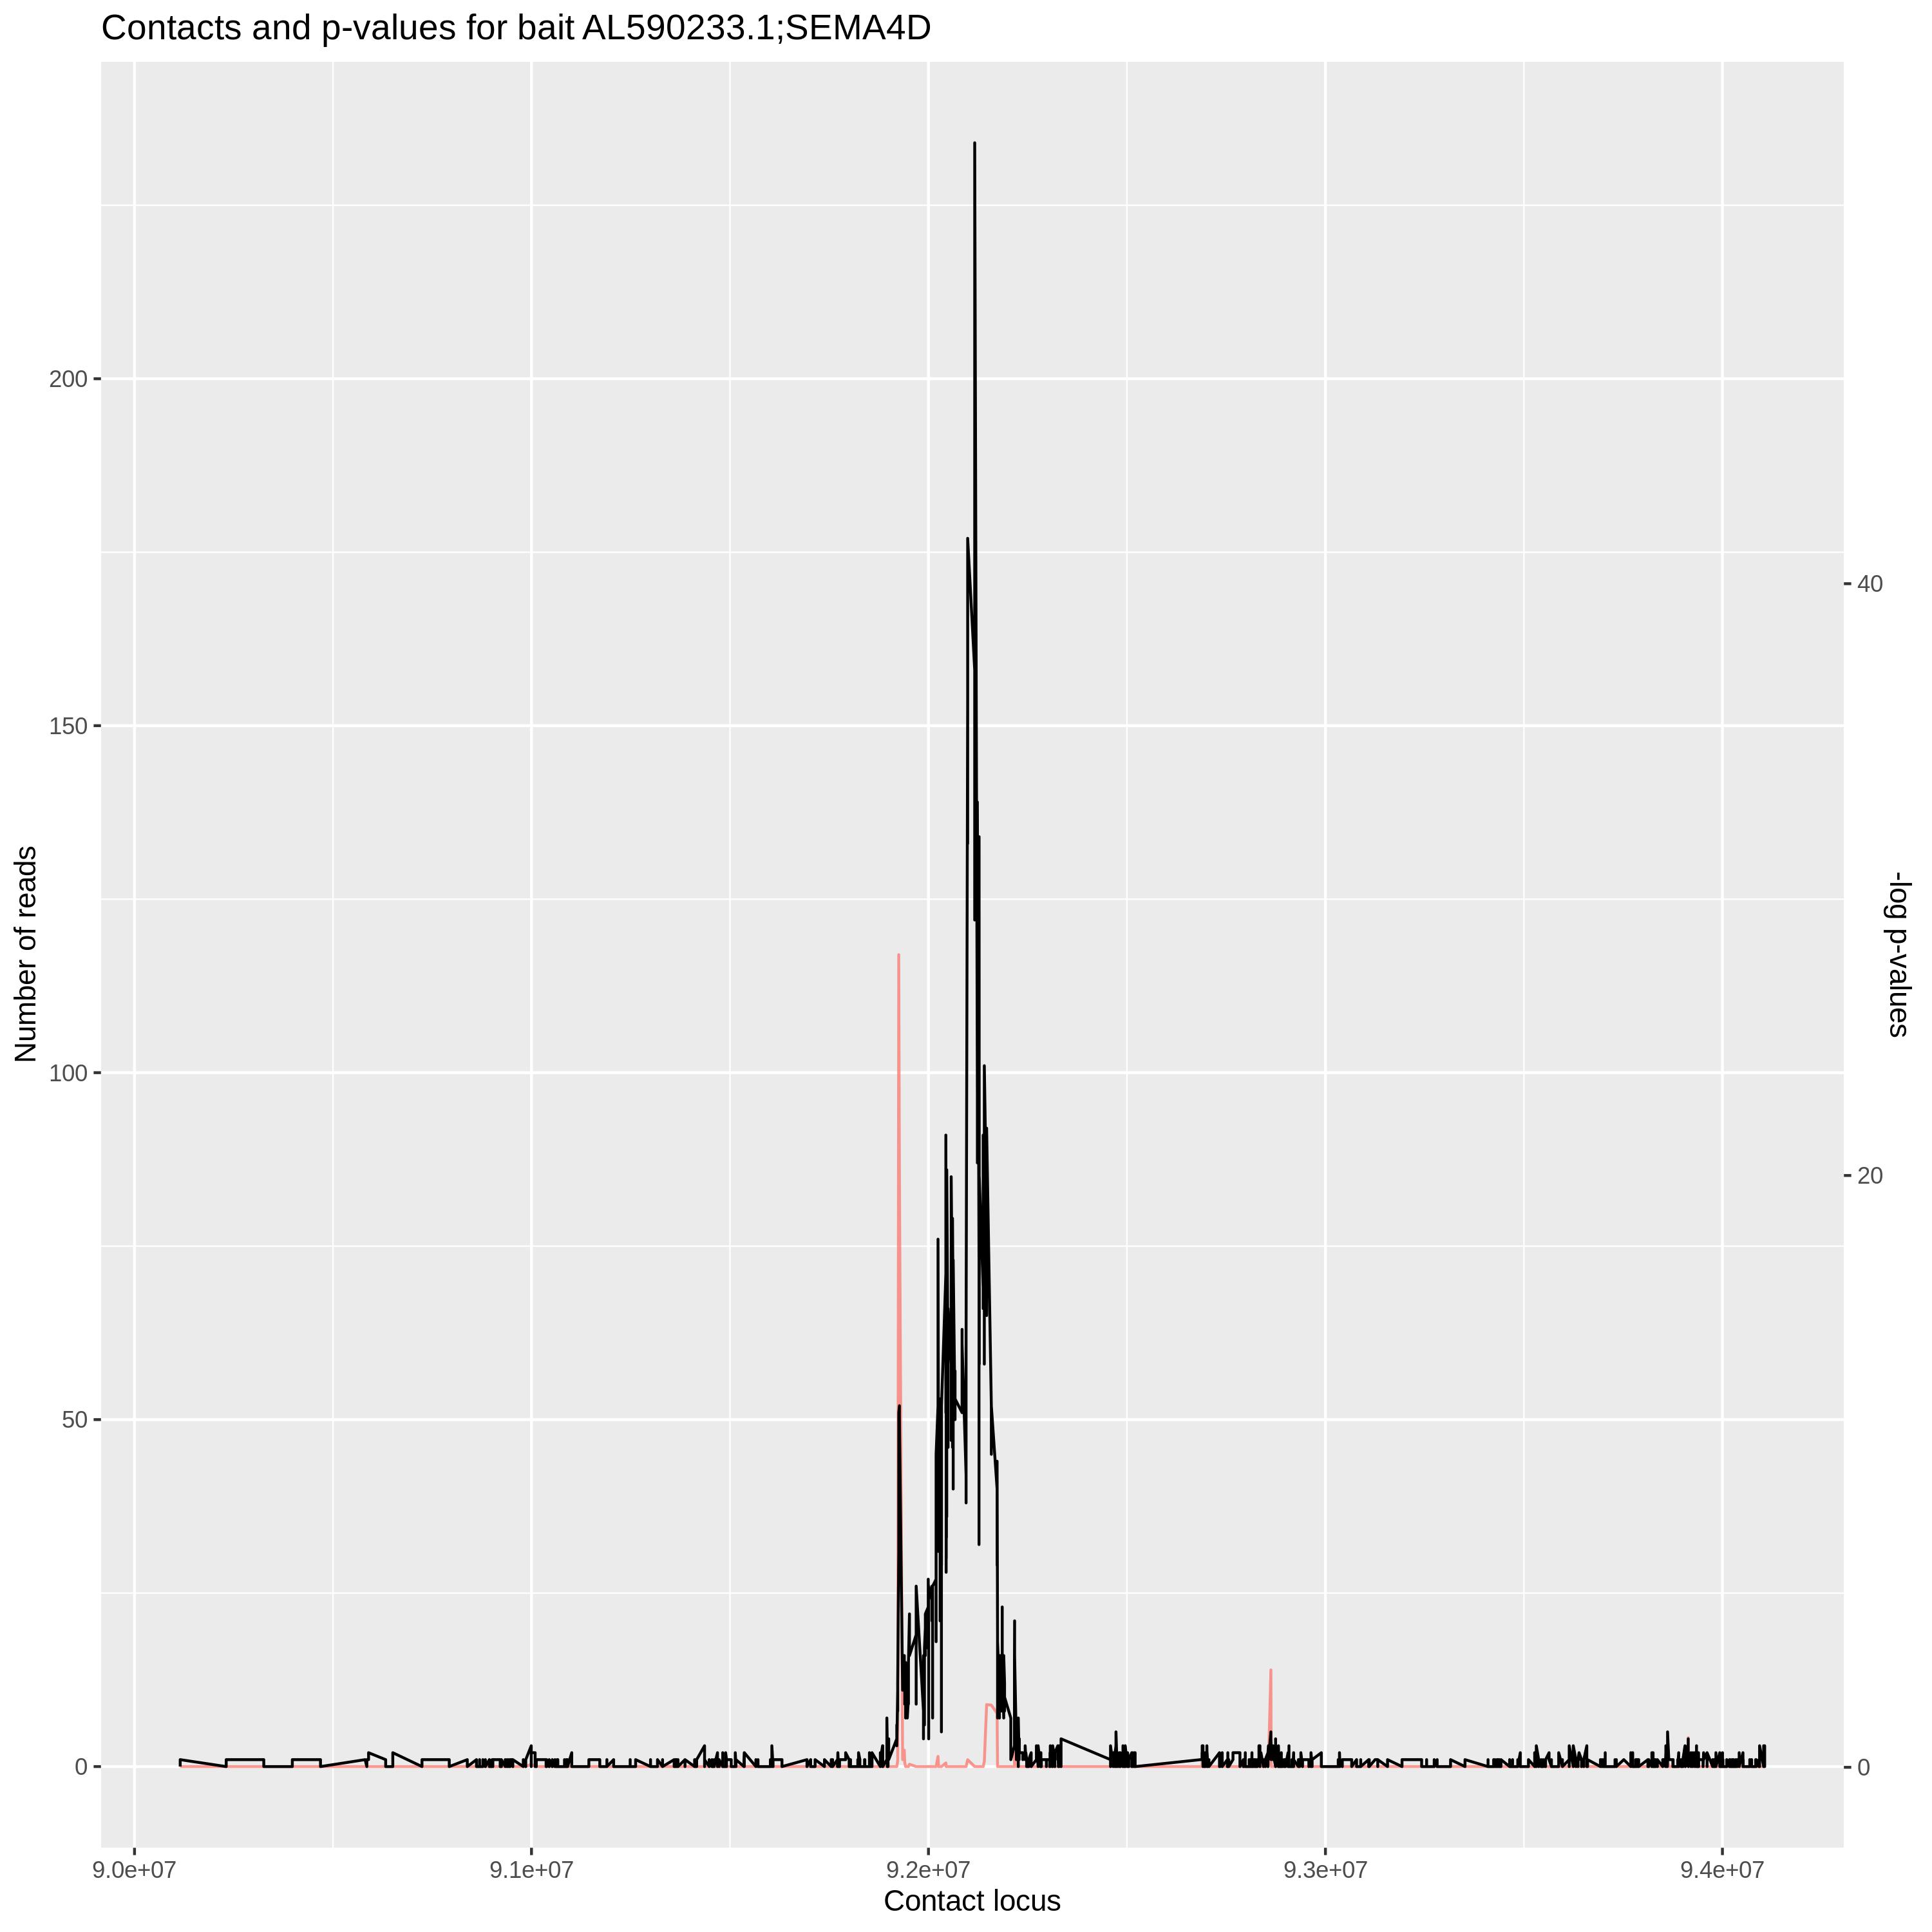 Contacts and p-values for bait AL590233.1;SEMA4D
Number of reads
200
150
100
50
0
40
20
0
-log p-values
9.0e+07
9.1e+07
9.2e+07
9.3e+07
9.4e+07
Contact locus